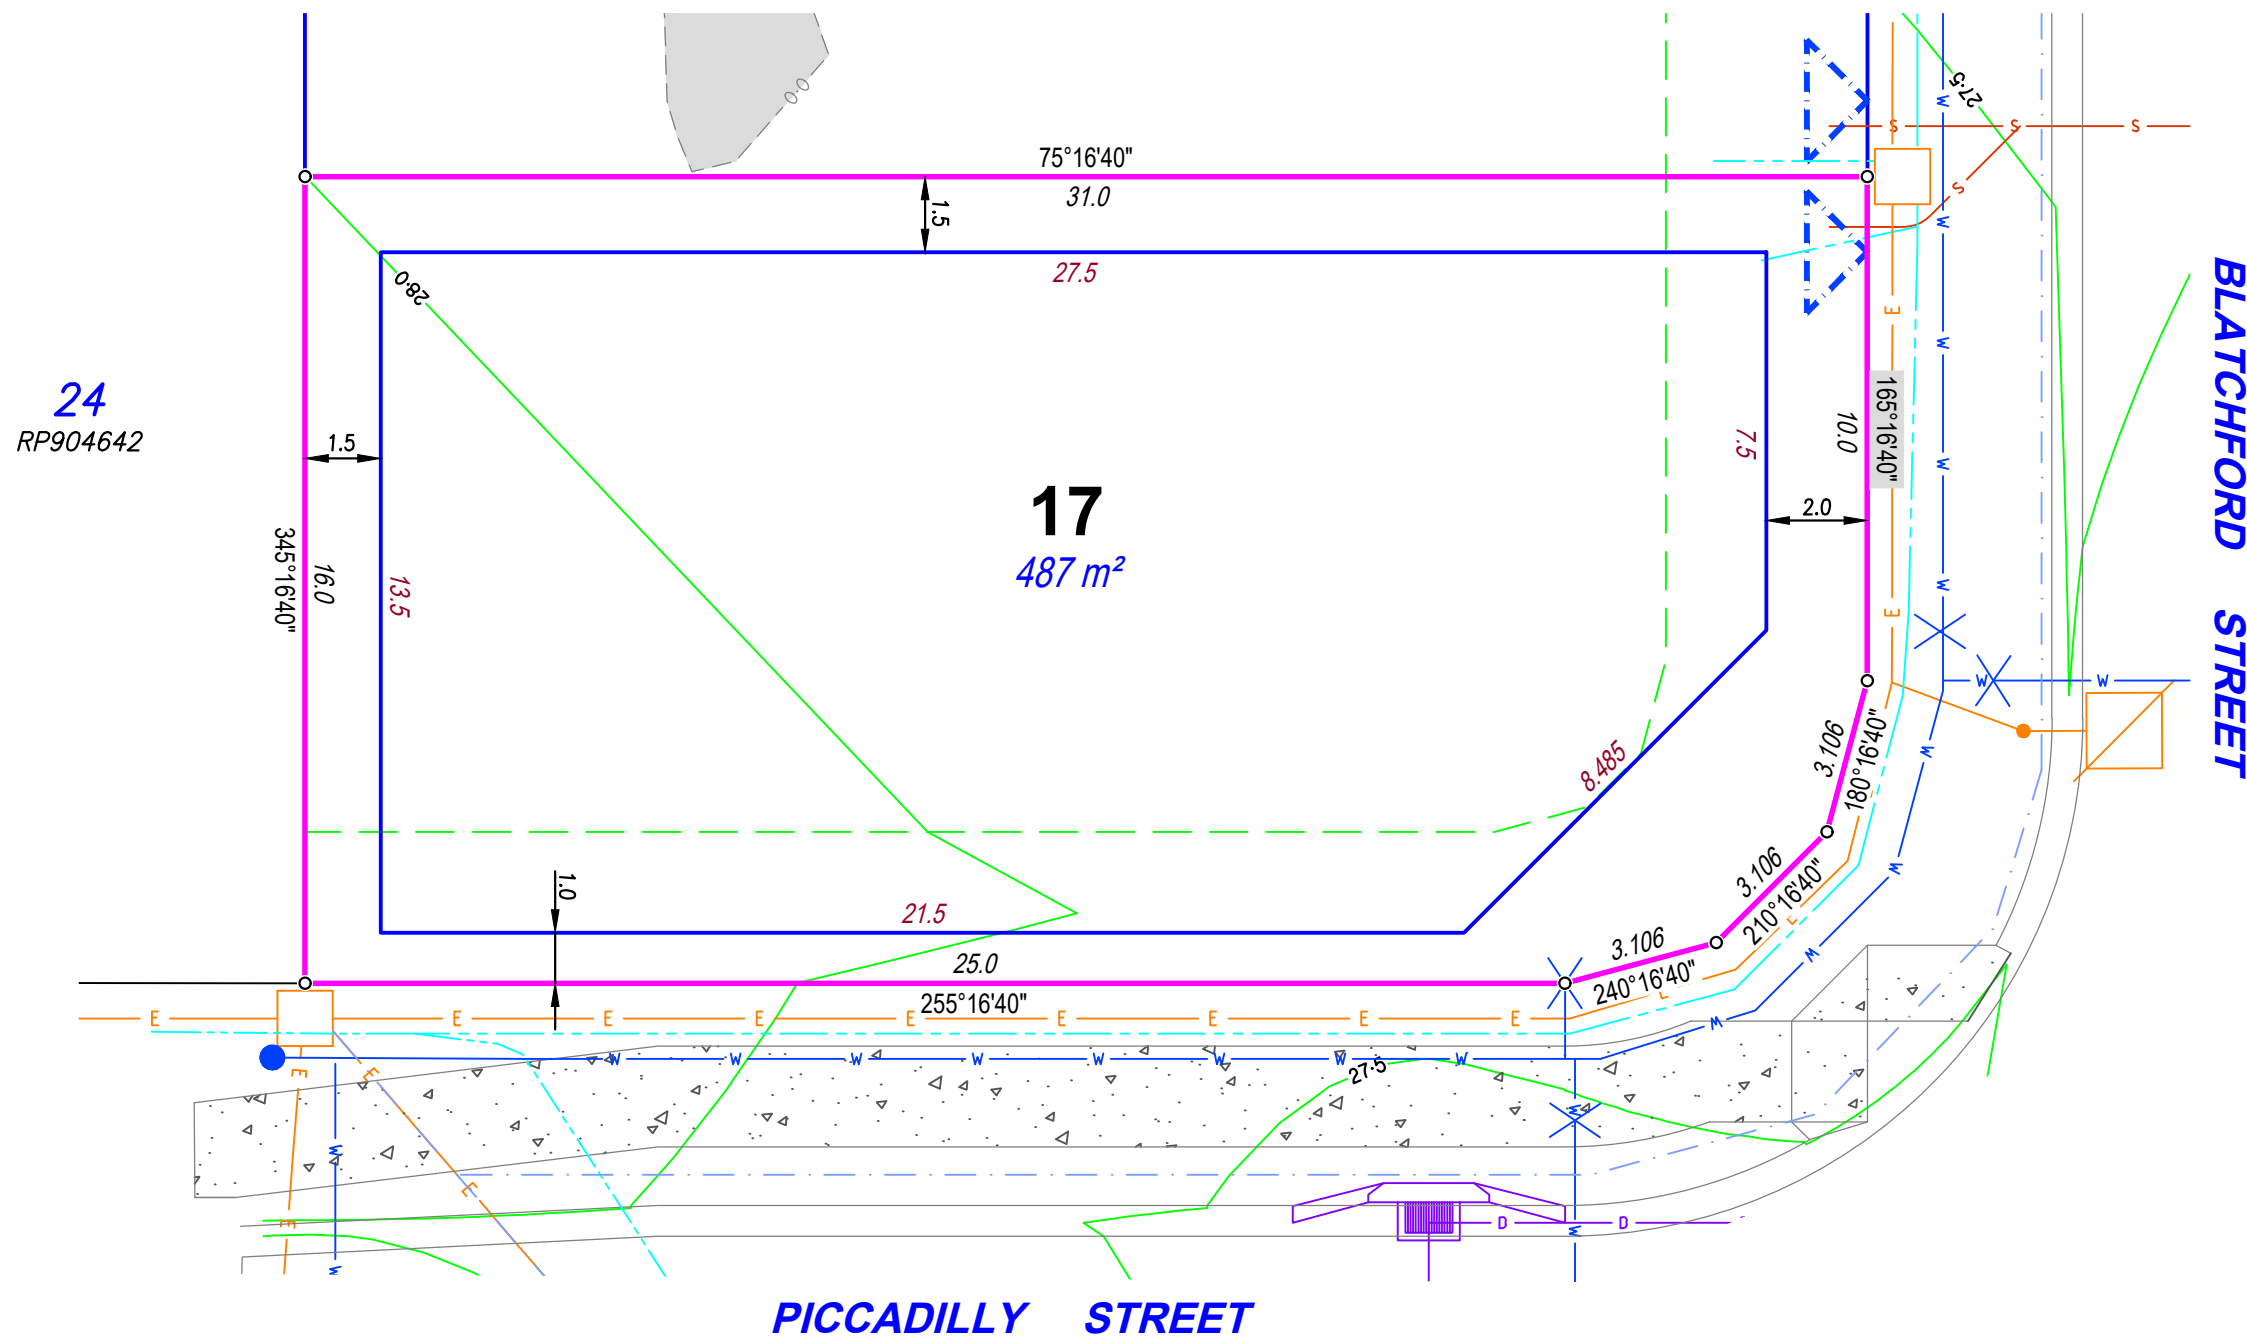 0·0
27·5
S
S
S
75°16'40"
31.0
1.5
27.5
28·0
S
W
W
E
W
24
RP904642
1.5
17
487 m²
7.5
10.0
165°16'40"
2.0
BLATCHFORD STREET
345°16'40"
16.0
13.5
W
W
E
W
W
8.485
3.106
180°16'40"
W
1.0
21.5
3.106
210°16'40"
E
W
W
25.0
255°16'40"
3.106
240°16'40"
E
E
E
E
E
E
E
E
E
E
E
W
W
W
W
W
W
W
W
W
E
E
27·5
W
W
E
E
W
W
D
D
PICCADILLY STREET